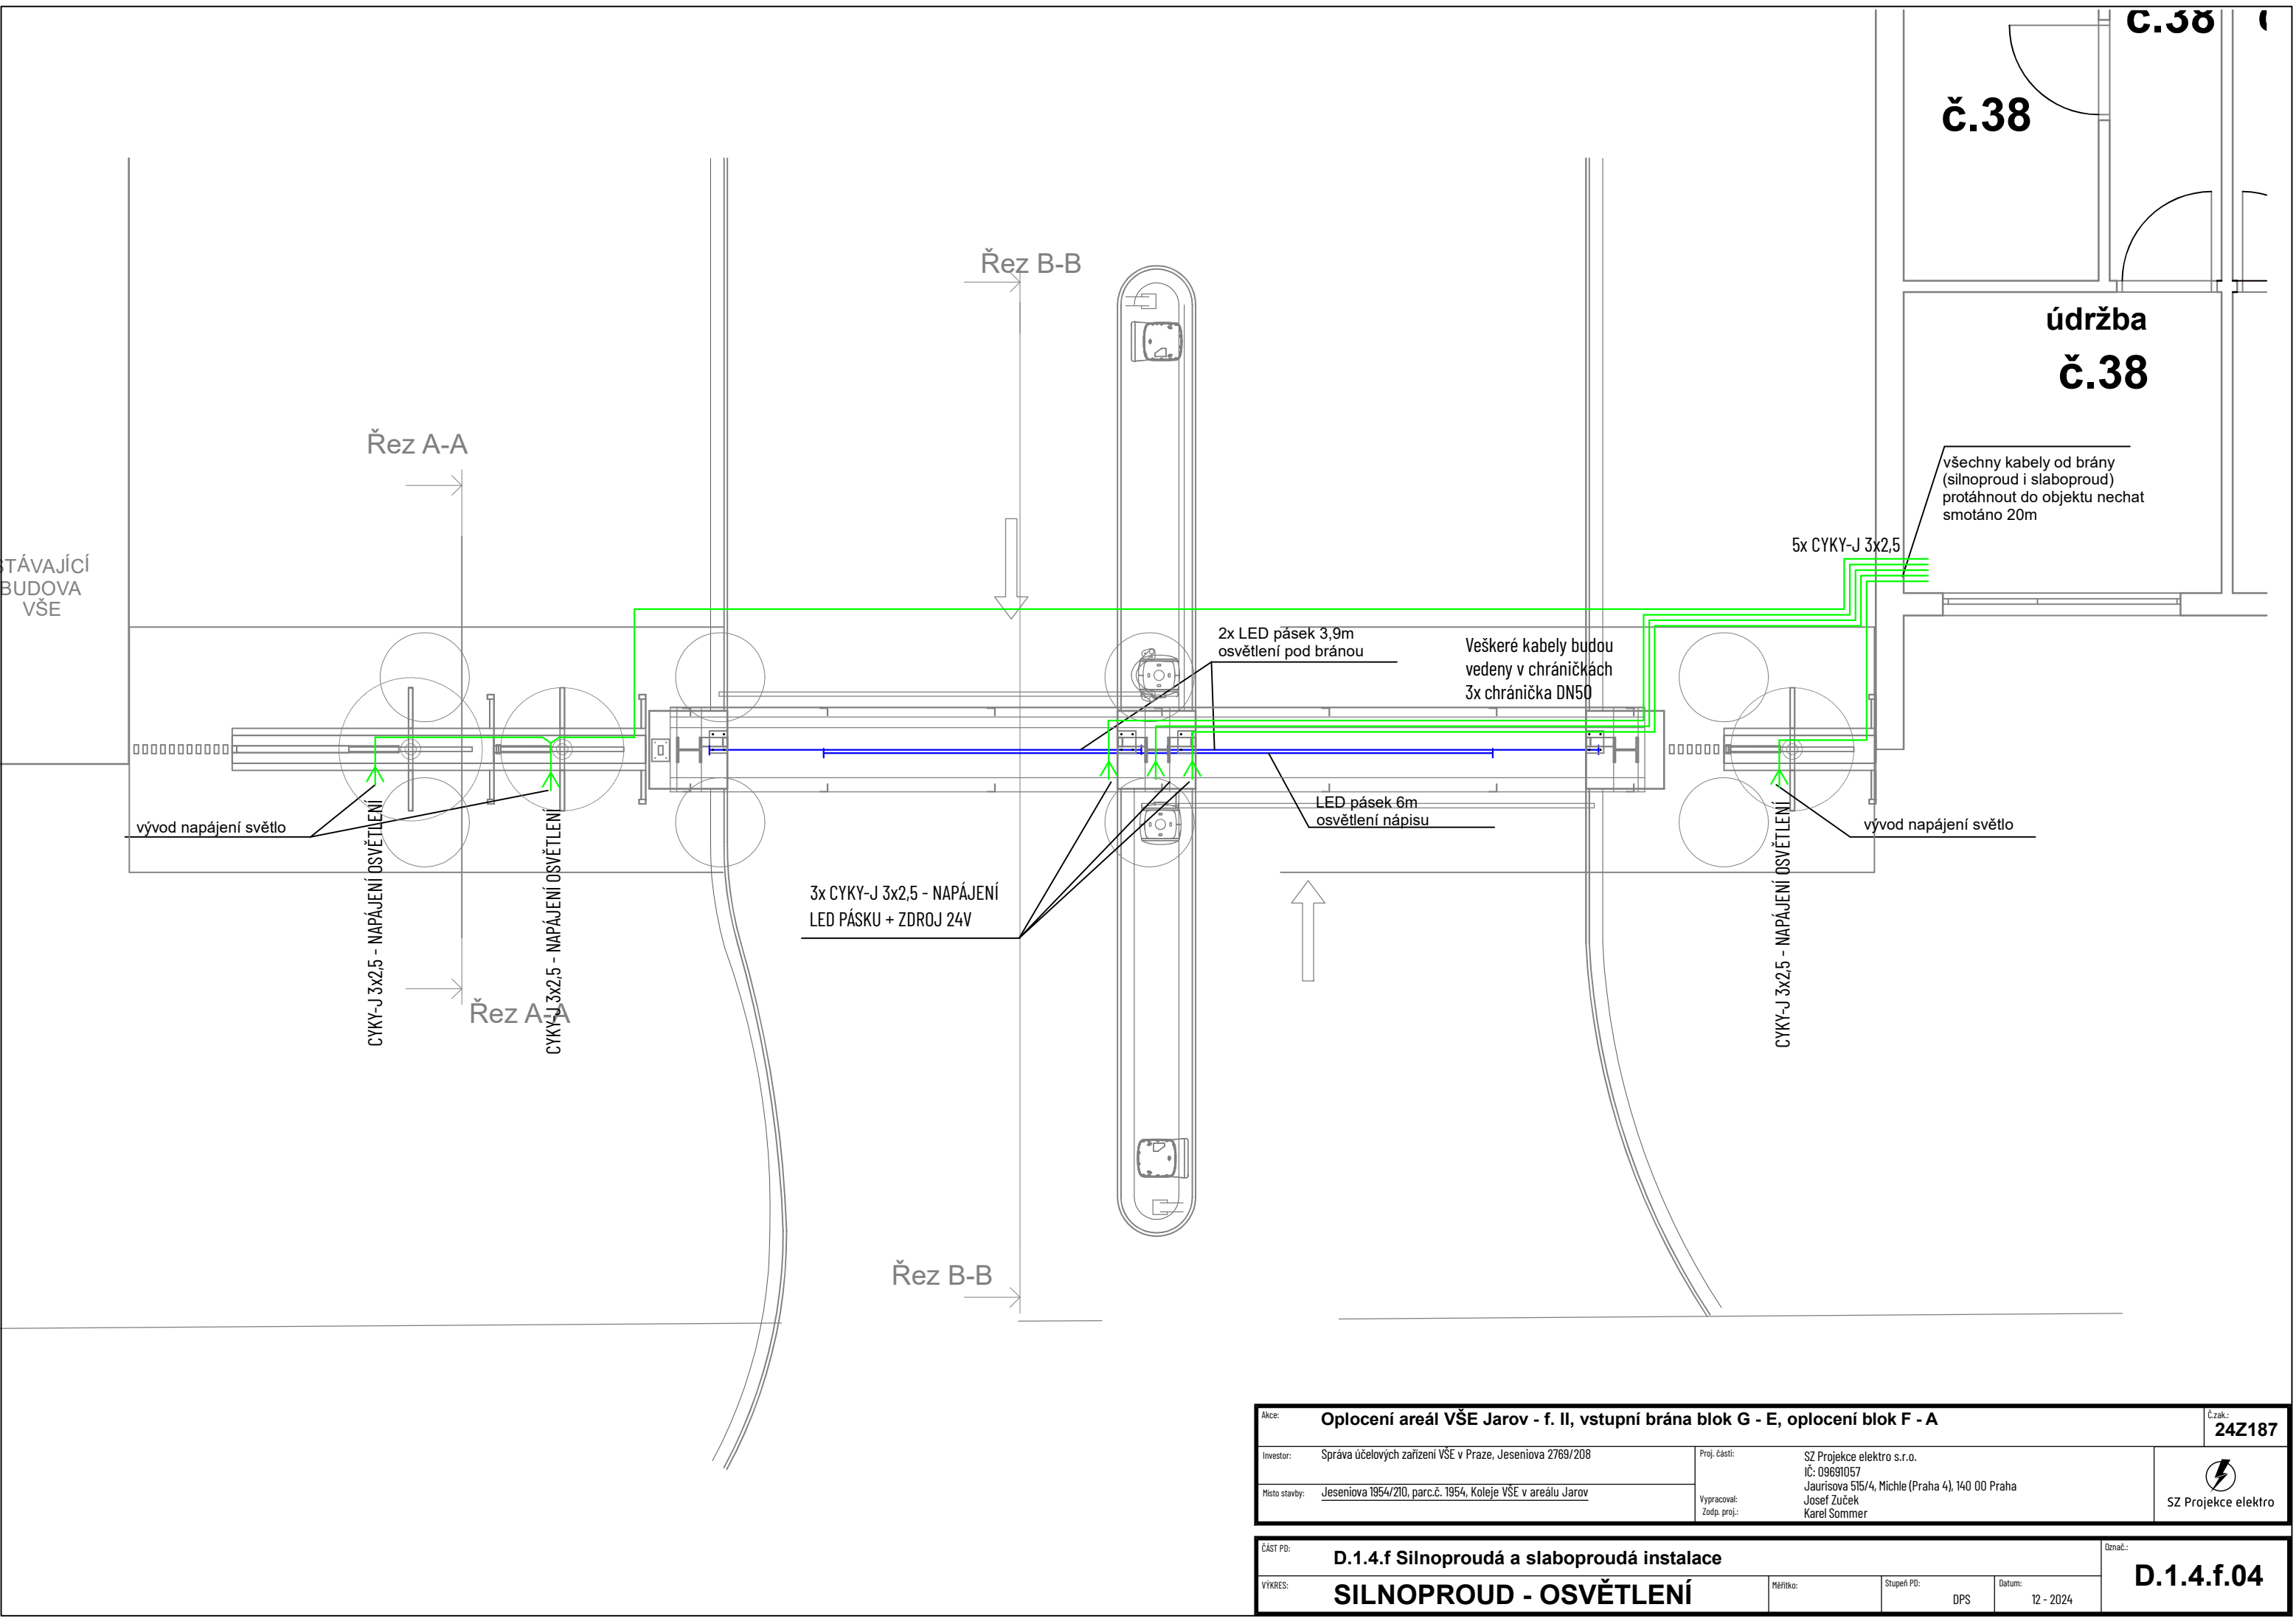 č.38
č.38
údržba
č.38
Řez B-B
Řez A-A
všechny kabely od brány
(silnoproud i slaboproud)
protáhnout do objektu nechat
smotáno 20m
5x CYKY-J 3x2,5
BUDOVA
VŠE
2x LED pásek 3,9m
osvětlení pod bránou
Veškeré kabely budou
vedeny v chráničkách
3x chránička DN50
LED pásek 6m
osvětlení nápisu
vývod napájení světlo
vývod napájení světlo
CYKY-J 3x2,5 - NAPÁJENÍ OSVĚTLENÍ
CYKY-J 3x2,5 - NAPÁJENÍ OSVĚTLENÍ
CYKY-J 3x2,5 - NAPÁJENÍ OSVĚTLENÍ
3x CYKY-J 3x2,5 - NAPÁJENÍ
LED PÁSKU + ZDROJ 24V
Řez A-A
Řez B-B
Akce: Oplocení areál VŠE Jarov - f. II, vstupní brána blok G - E, oplocení blok F - A
Č.zak.:
24Z187
Investor: Správa účelových zařízení VŠE v Praze, Jeseniova 2769/208
Místo stavby: Jeseniova 1954/210, parc.č. 1954, Koleje VŠE v areálu Jarov
Proj. části: SZ Projekce elektro s.r.o.
IČ: 09691057
Jaurisova 515/4, Michle (Praha 4), 140 00 Praha
Vypracoval: Josef Zuček
Zodp. proj.: Karel Sommer
SZ Projekce elektro
ČÁST PD: D.1.4.f Silnoproudá a slaboproudá instalace
VÝKRES: SILNOPROUD - OSVĚTLENÍ
Měřítko:
Stupeň PD: DPS
Datum: 12 - 2024
Označ.:
D.1.4.f.04